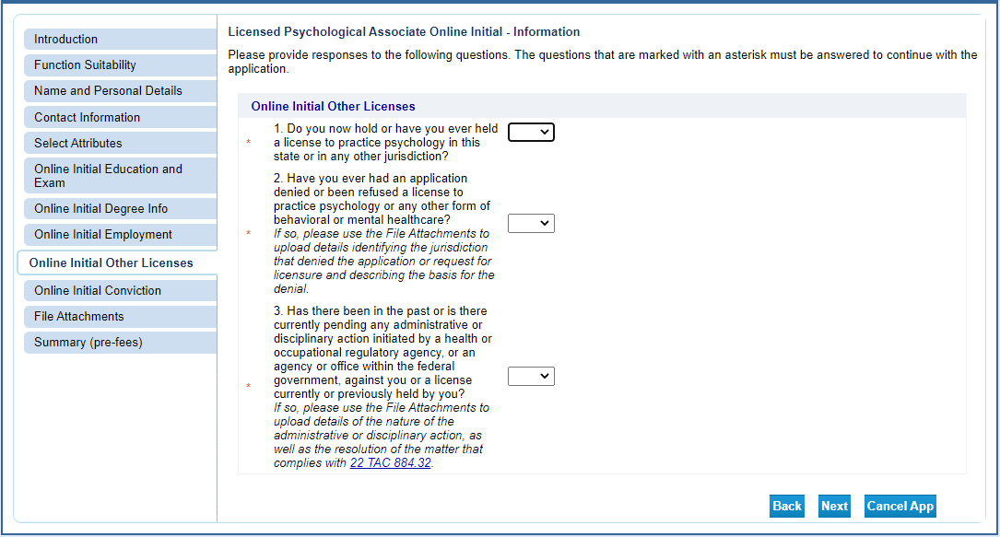 Introduction
Function Suitability
Name and Personal Details
Contact Information
Select Attributes
Online Initial Education and
Exam
Online Initial Degree Info
Online Initial Employment
Online Initial Other Licenses
Online Initial Conviction
File Attachments
Summary (pre-fees)
Licensed Psychological Associate Online Initial - Information
Please provide responses to the following questions. The questions that are marked with an asterisk must be answered to continue with the
application.
Online Initial Other Licenses
1. Do you now hold or have you ever held
* a license to practice psychology in this
state or in any other jurisdiction?
2. Have you ever had an application
denied or been refused a license to
practice psychology or any other form of
behavioral or mental healthcare?
* If so, please use the File Attachments to
upload details identifying the jurisdiction
that denied the application or request for
licensure and describing the basis for the
denial.
3. Has there been in the past or is there
currently pending any administrative or
disciplinary action initiated by a health or
occupational regulatory agency, or an
agency or office within the federal
* government, against you or a license
currently or previously held by you?
If so, please use the File Attachments to
upload details of the nature of the
administrative or disciplinary action, as
well as the resolution of the matter that
complies with 22 TAC 884.32.
Back Next Cancel App